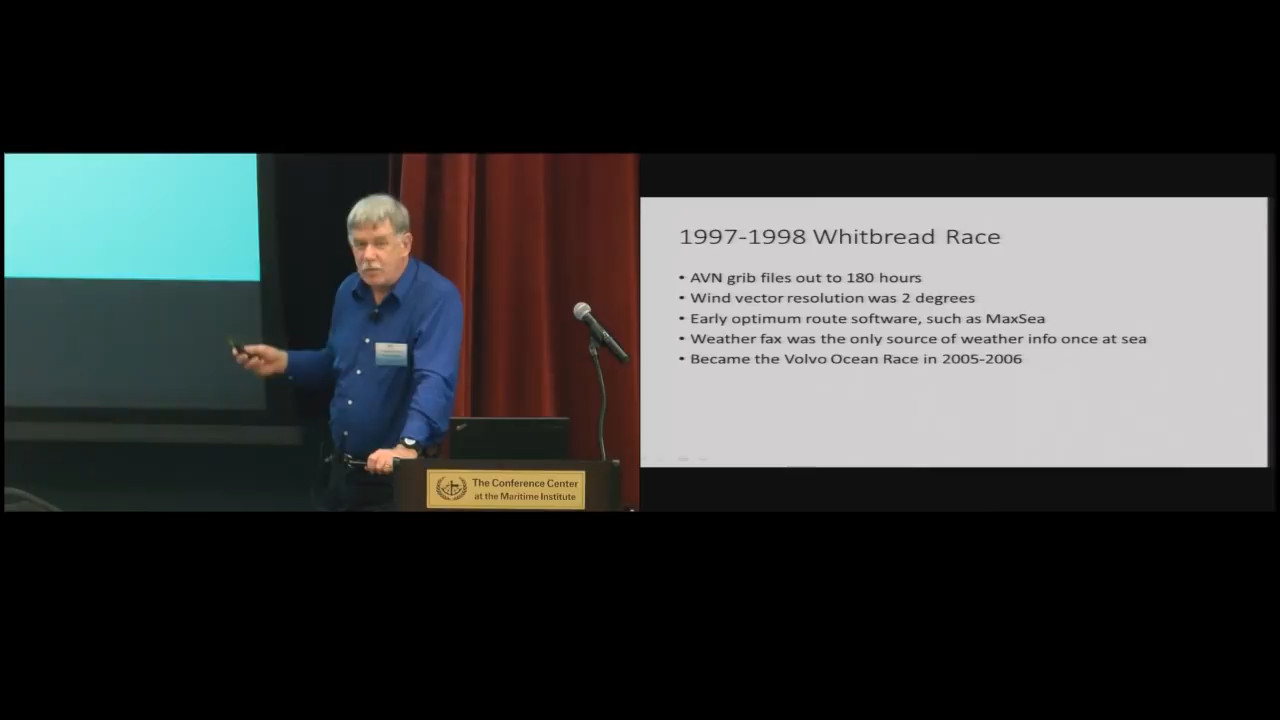 1997-1998 Whitbread Race
• AVN grib files out to 180 hours
• Wind vector resolution was 2 degrees
• Early optimum route software, such as MaxSea
• Weather fax was the only source of weather info once at sea
• Became the Volvo Ocean Race in 2005-2006
The Conference Center
at the Maritime Institute